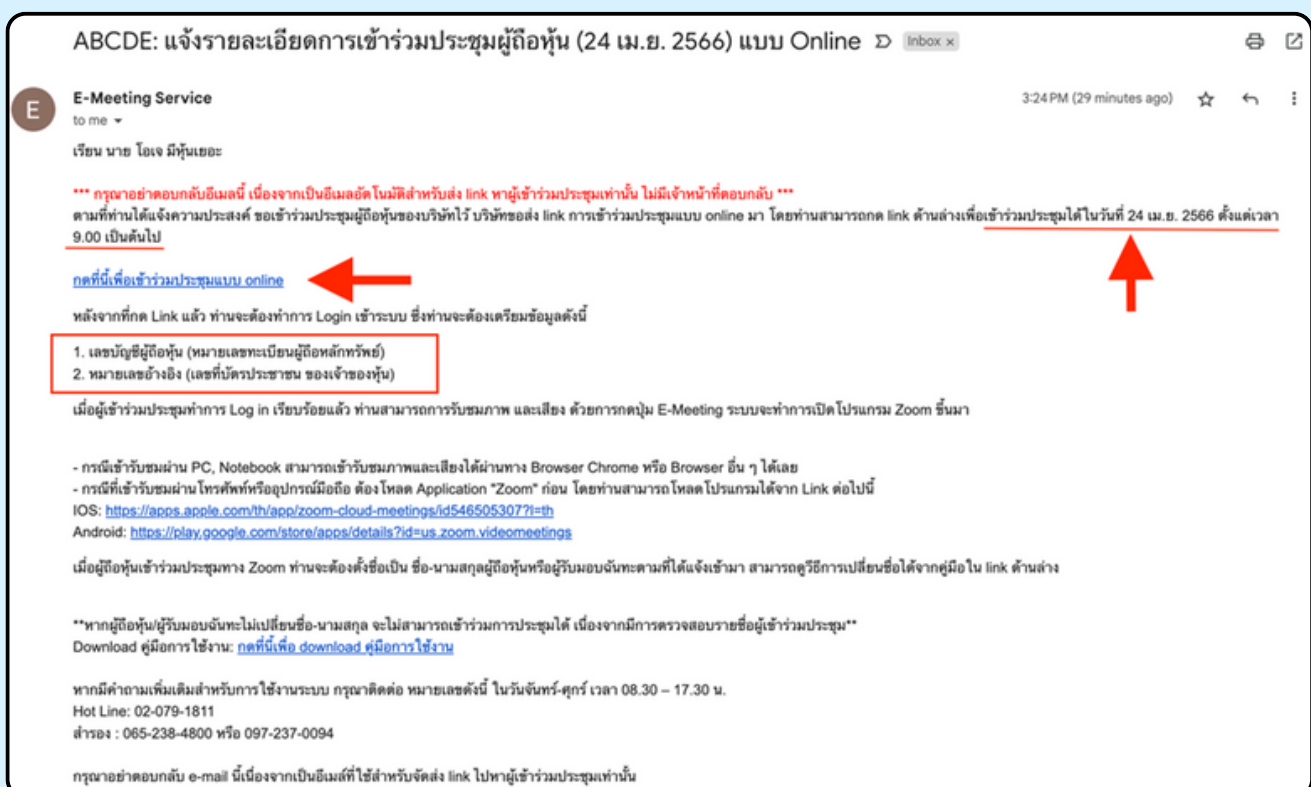 ABCDE: แจ้งรายละเอียดการเข้าร่วมประชุมผู้ถือหุ้น (24 เม.ย. 2566) แบบ Online Inbox x
E
E-Meeting Service
3:24 PM (29 minutes ago)
to me
เรียน นาย โอเจ มีหุ้นเยอะ
*** กรุณาอย่าตอบกลับอีเมลนี้ เนื่องจากเป็นอีเมลอัตโนมัติสำหรับส่ง link หาผู้เข้าร่วมประชุมเท่านั้น ไม่มีเจ้าหน้าที่ตอบกลับ ***
ตามที่ท่านได้แจ้งความประสงค์ ขอเข้าร่วมประชุมผู้ถือหุ้นของบริษัทไว้ บริษัทขอส่ง link การเข้าร่วมประชุมแบบ online มา โดยท่านสามารถกด link ด้านล่างเพื่อเข้าร่วมประชุมได้ในวันที่ 24 เม.ย. 2566 ตั้งแต่เวลา
9.00 เป็นต้นไป
กดที่นี้เพื่อเข้าร่วมประชุมแบบ online
หลังจากที่กด Link แล้ว ท่านจะต้องทำการ Login เข้าระบบ ซึ่งท่านจะต้องเตรียมข้อมูลดังนี้
1. เลขบัญชีผู้ถือหุ้น (หมายเลขทะเบียนผู้ถือหลักทรัพย์)
2. หมายเลขอ้างอิง (เลขที่บัตรประชาชน ของเจ้าของหุ้น)
เมื่อผู้เข้าร่วมประชุมทำการ Log in เรียบร้อยแล้ว ท่านสามารถการรับชมภาพ และเสียง ด้วยการกดปุ่ม E-Meeting ระบบจะทำการเปิดโปรแกรม Zoom ขึ้นมา
- กรณีเข้ารับชมผ่าน PC, Notebook สามารถเข้ารับชมภาพและเสียงได้ผ่านทาง Browser Chrome หรือ Browser อื่น ๆ ได้เลย
- กรณีที่เข้ารับชมผ่านโทรศัพท์หรืออุปกรณ์มือถือ ต้องโหลด Application "Zoom" ก่อน โดยท่านสามารถโหลดโปรแกรมได้จาก Link ต่อไปนี้
IOS: https://apps.apple.com/th/app/zoom-cloud-meetings/id546505307?l=th
Android: https://play.google.com/store/apps/details?id=us.zoom.videomeetings
เมื่อผู้ถือหุ้นเข้าร่วมประชุมทาง Zoom ท่านจะต้องตั้งชื่อเป็น ชื่อ-นามสกุลผู้ถือหุ้นหรือผู้รับมอบฉันทะตามที่ได้แจ้งเข้ามา สามารถดูวิธีการเปลี่ยนชื่อได้จากคู่มือใน link ด้านล่าง
**หากผู้ถือหุ้น/ผู้รับมอบฉันทะไม่เปลี่ยนชื่อ-นามสกุล จะไม่สามารถเข้าร่วมการประชุมได้ เนื่องจากมีการตรวจสอบรายชื่อผู้เข้าร่วมประชุม**
Download คู่มือการใช้งาน: กดที่นี้เพื่อ download คู่มือการใช้งาน
หากมีคำถามเพิ่มเติมสำหรับการใช้งานระบบ กรุณาติดต่อ หมายเลขดังนี้ ในวันจันทร์-ศุกร์ เวลา 08.30 – 17.30 น.
Hot Line: 02-079-1811
สำรอง : 065-238-4800 หรือ 097-237-0094
กรุณาอย่าตอบกลับ e-mail นี้เนื่องจากเป็นอีเมล์ที่ใช้สำหรับจัดส่ง link ไปหาผู้เข้าร่วมประชุมเท่านั้น